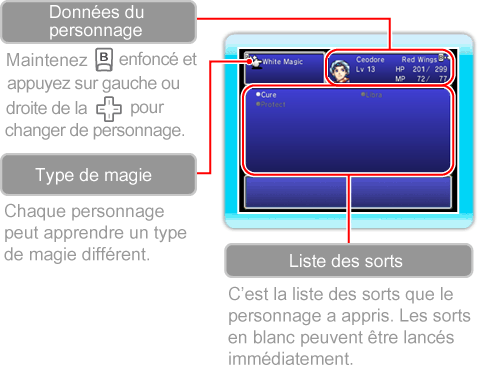 Données du
personnage
Maintenez B enfoncé et
appuyez sur gauche ou
droite de la pour
changer de personnage.
Type de magie
Chaque personnage
peut apprendre un type
de magie différent.
White Magic
Ceodore Red Wings
Lv 13 HP 201/ 299
MP 72/ 77
Cure Libra
Protect
Liste des sorts
C'est la liste des sorts que le
personnage a appris. Les sorts
en blanc peuvent être lancés
immédiatement.